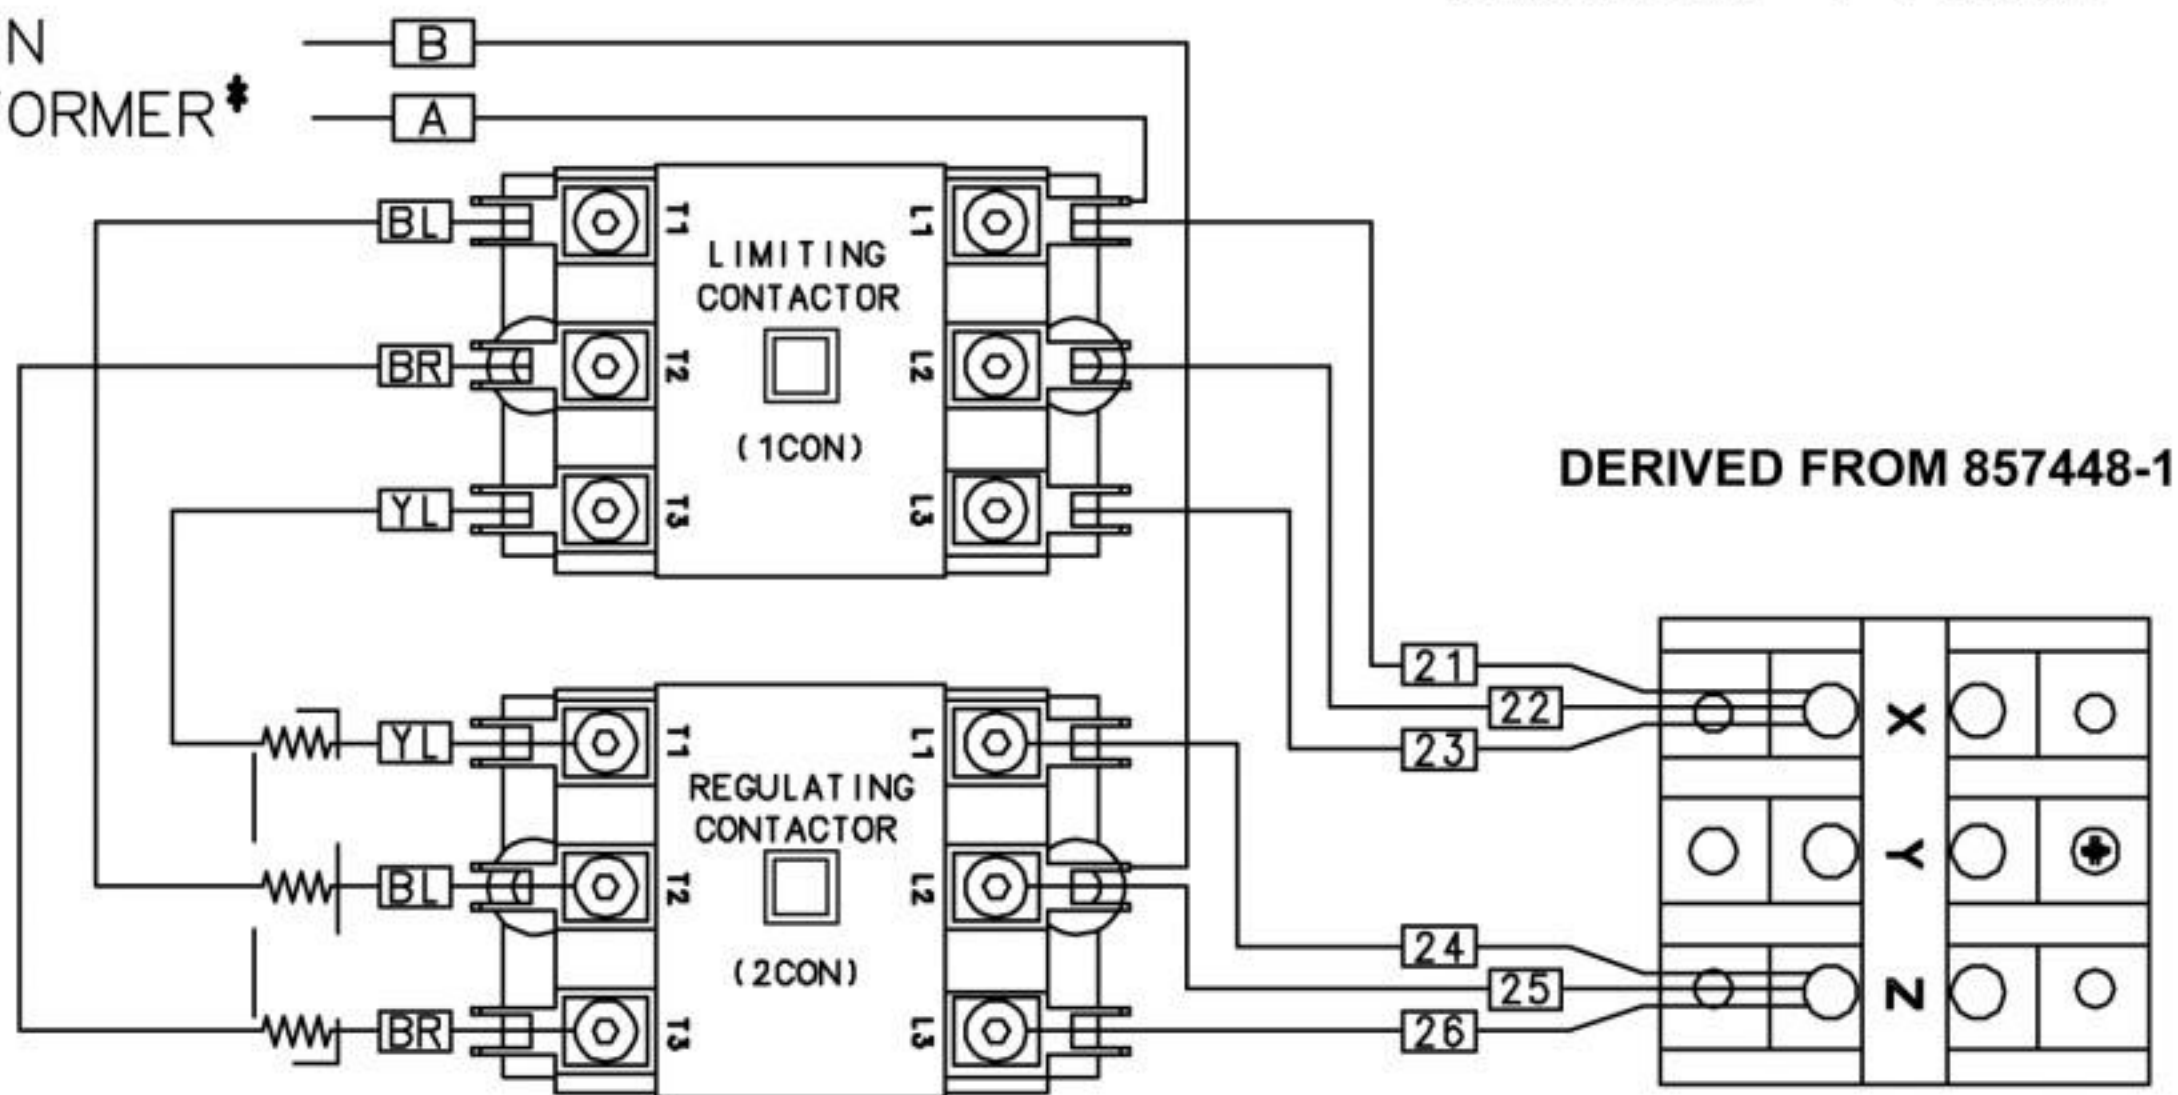 N
ORMER*
B
A
BL
T1
L1
LIMITING
CONTACTOR
BR
T2
L2
(1CON)
DERIVED FROM 857448-1
YL
T3
L3
21
22
23
X
YL
T1
L1
REGULATING
CONTACTOR
Y
BL
T2
L2
(2CON)
24
25
26
Z
BR
T3
L3